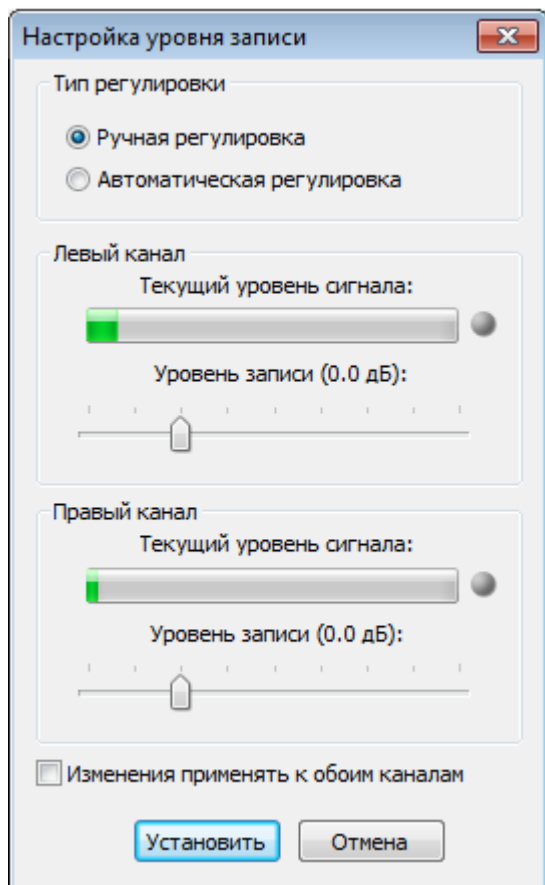 Настройка уровня записи
Тип регулировки
Ручная регулировка
Автоматическая регулировка
Левый канал
Текущий уровень сигнала:
Уровень записи (0.0 дБ):
Правый канал
Текущий уровень сигнала:
Уровень записи (0.0 дБ):
Изменения применять к обоим каналам
Установить Отмена